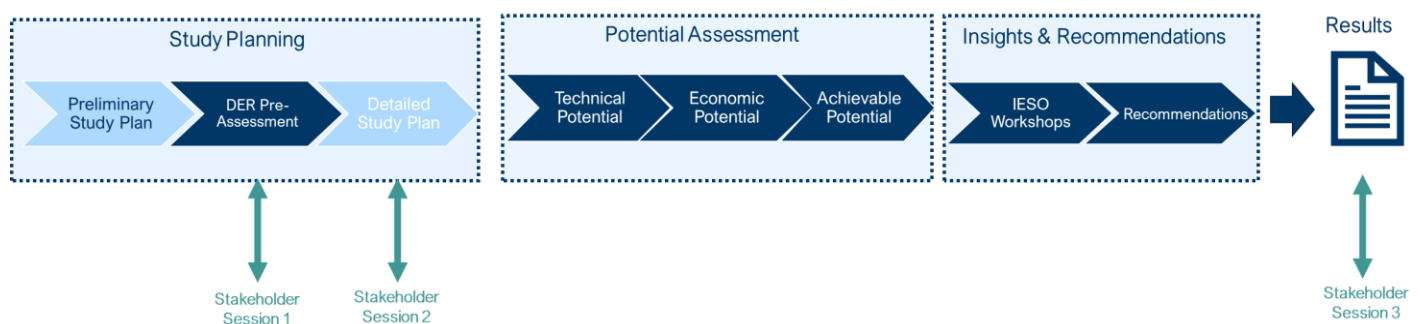 Study Planning
Preliminary
Study Plan
DER Pre-
Assessment
Detailed
Study Plan
Stakeholder
Session 1
Stakeholder
Session 2
Potential Assessment
Technical
Potential
Economic
Potential
Achievable
Potential
Insights & Recommendations
IESO
Workshops
Recommendations
Results
Stakeholder
Session 3